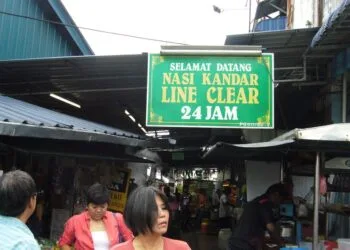 SELAMAT DATANG
NASI KANDAR
LINE CLEAR
24 JAM